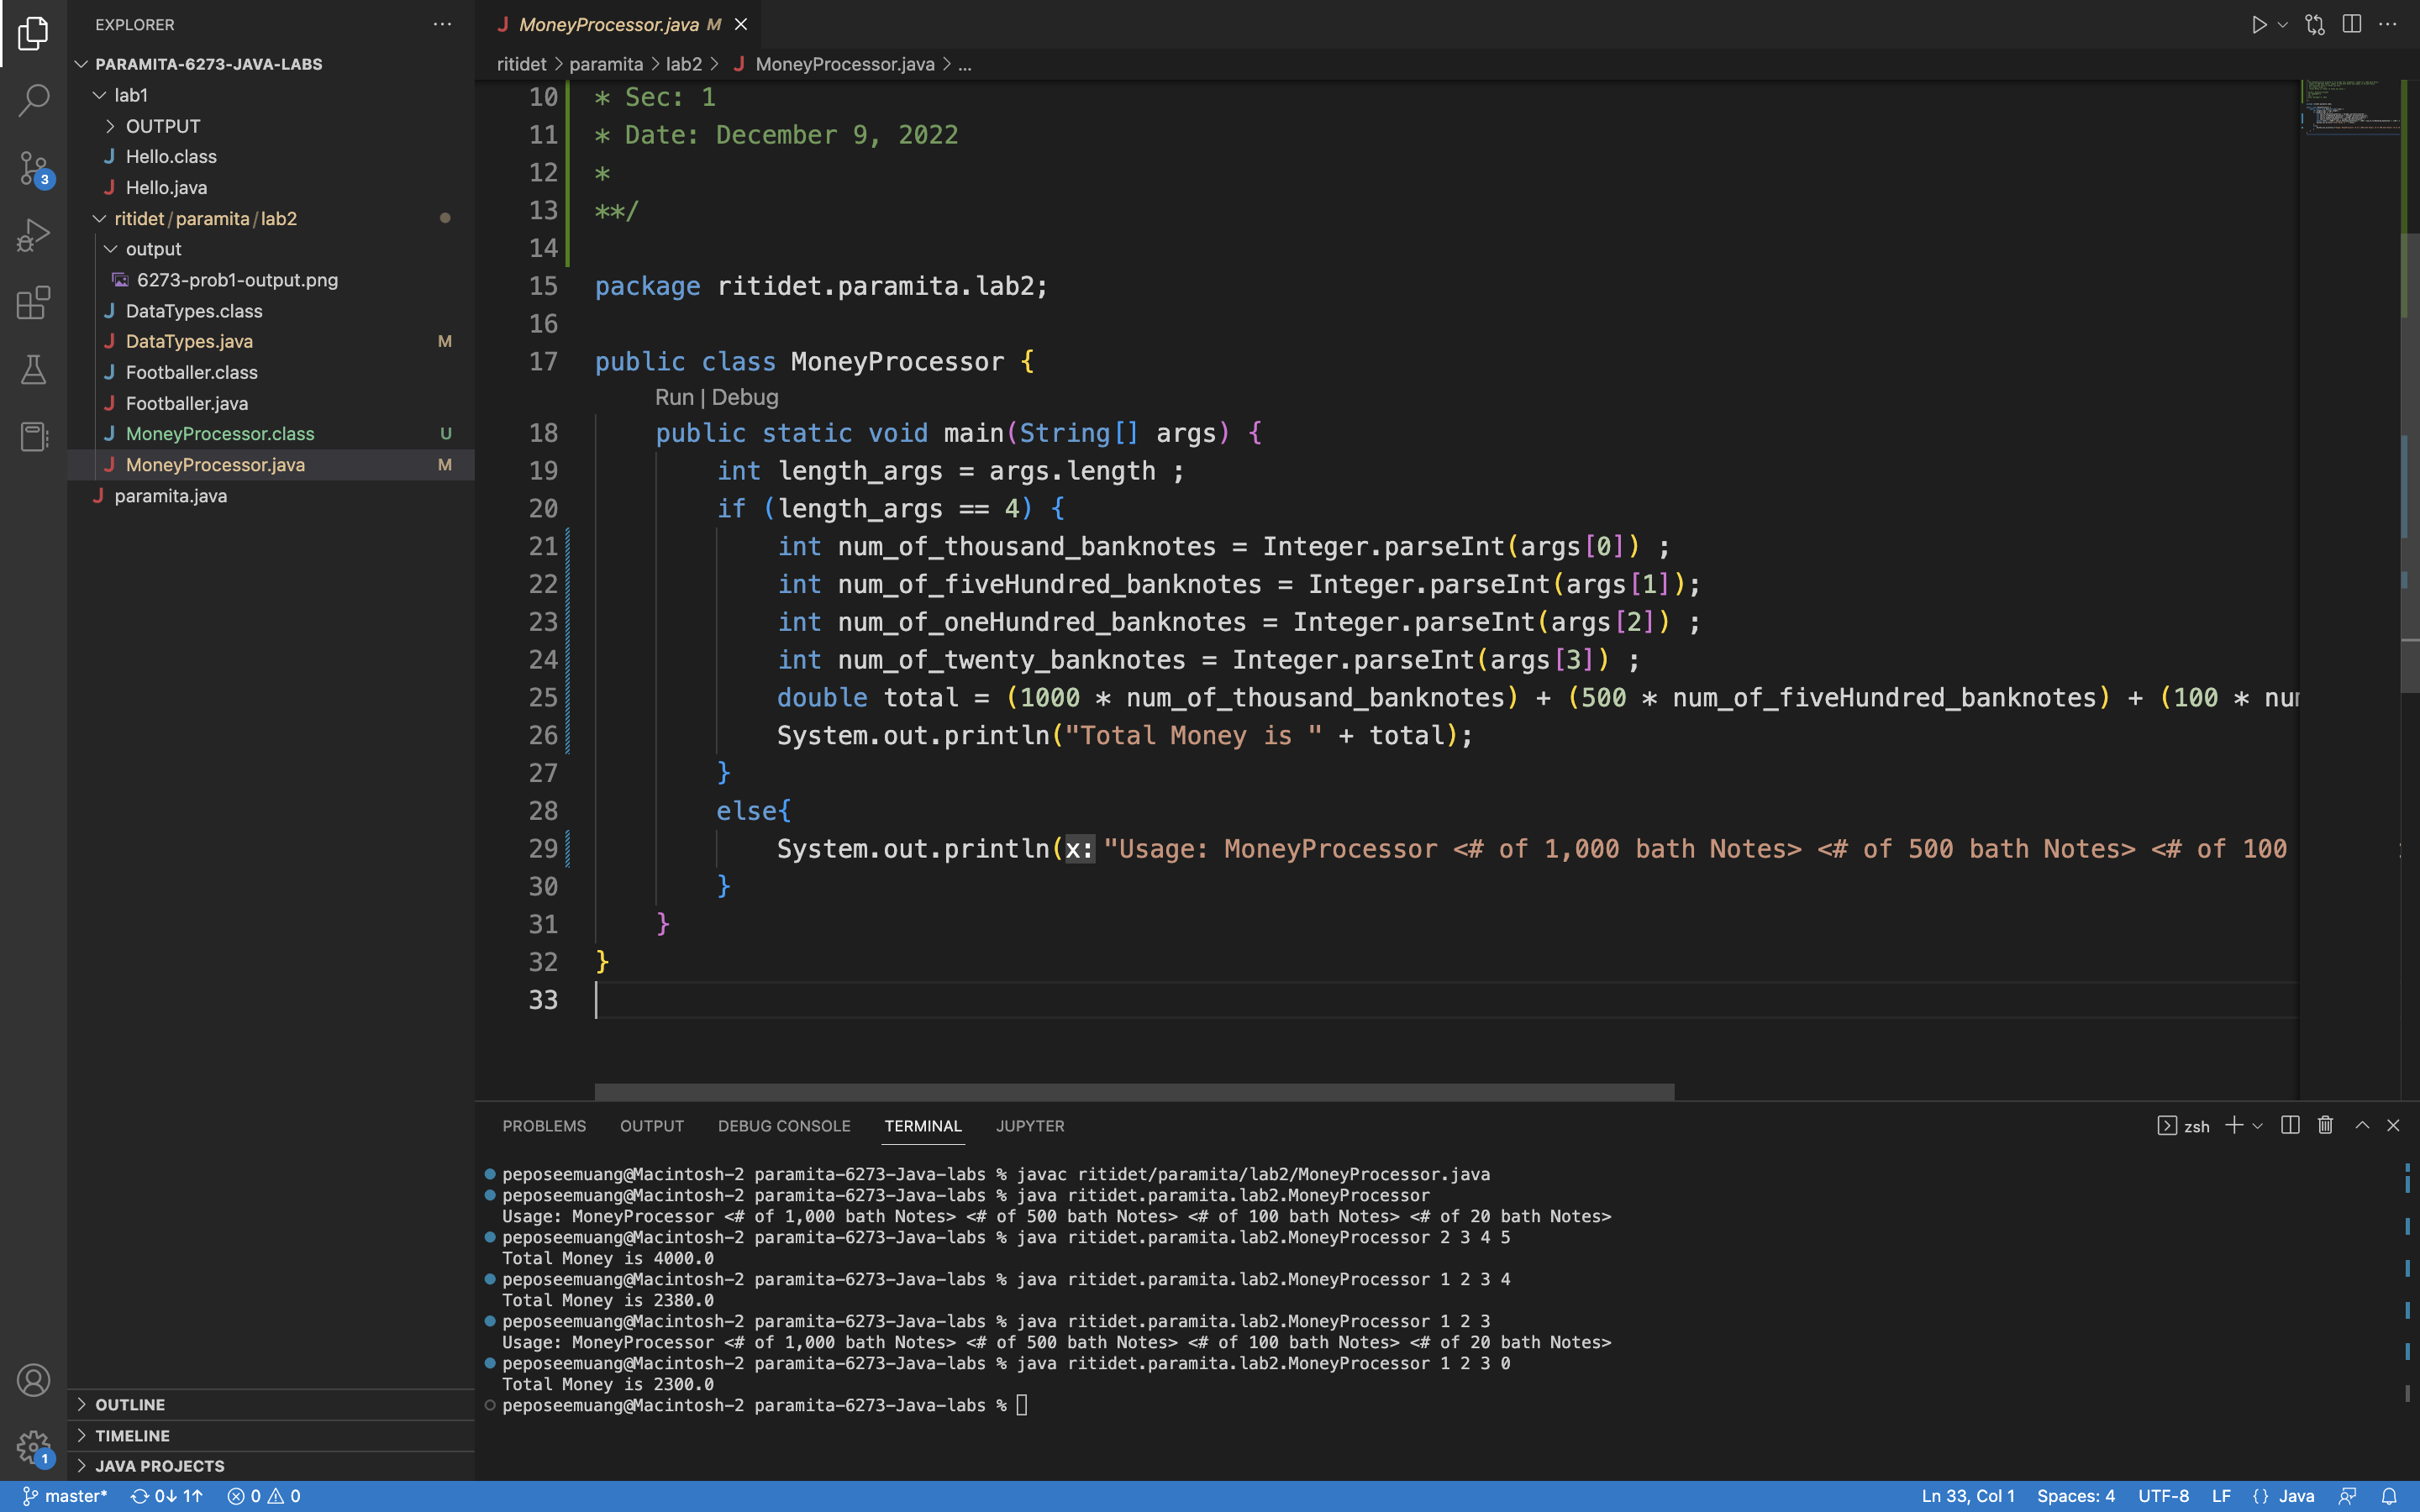 EXPLORER
PARAMITA-6273-JAVA-LABS
lab1
OUTPUT
Hello.class
Hello.java
ritidet/paramita/lab2
output
6273-prob1-output.png
DataTypes.class
DataTypes.java M
Footballer.class
Footballer.java
MoneyProcessor.class U
MoneyProcessor.java M
paramita.java
OUTLINE
TIMELINE
JAVA PROJECTS
3
1
MoneyProcessor.java M
ritidet > paramita > lab2 > MoneyProcessor.java > ...
10 * Sec: 1
11 * Date: December 9, 2022
12 *
13 **/
14
15 package ritidet.paramita.lab2;
16
17 public class MoneyProcessor {
Run | Debug
18 public static void main(String[] args) {
19 int length_args = args.length ;
20 if (length_args == 4) {
21 int num_of_thousand_banknotes = Integer.parseInt(args[0]) ;
22 int num_of_fiveHundred_banknotes = Integer.parseInt(args[1]);
23 int num_of_oneHundred_banknotes = Integer.parseInt(args[2]) ;
24 int num_of_twenty_banknotes = Integer.parseInt(args[3]) ;
25 double total = (1000 * num_of_thousand_banknotes) + (500 * num_of_fiveHundred_banknotes) + (100 *
26 System.out.println("Total Money is " + total);
27 }
28 else{
29 System.out.println(x: "Usage: MoneyProcessor <# of 1,000 bath Notes> <# of 500 bath Notes> <# of 100
30 }
31 }
32 }
33
PROBLEMS OUTPUT DEBUG CONSOLE TERMINAL JUPYTER
zsh
peposeemuang@Macintosh-2 paramita-6273-Java-labs % javac ritidet/paramita/lab2/MoneyProcessor.java
peposeemuang@Macintosh-2 paramita-6273-Java-labs % java ritidet.paramita.lab2.MoneyProcessor
Usage: MoneyProcessor <# of 1,000 bath Notes> <# of 500 bath Notes> <# of 100 bath Notes> <# of 20 bath Notes>
peposeemuang@Macintosh-2 paramita-6273-Java-labs % java ritidet.paramita.lab2.MoneyProcessor 2 3 4 5
Total Money is 4000.0
peposeemuang@Macintosh-2 paramita-6273-Java-labs % java ritidet.paramita.lab2.MoneyProcessor 1 2 3 4
Total Money is 2380.0
peposeemuang@Macintosh-2 paramita-6273-Java-labs % java ritidet.paramita.lab2.MoneyProcessor 1 2 3
Usage: MoneyProcessor <# of 1,000 bath Notes> <# of 500 bath Notes> <# of 100 bath Notes> <# of 20 bath Notes>
peposeemuang@Macintosh-2 paramita-6273-Java-labs % java ritidet.paramita.lab2.MoneyProcessor 1 2 3 0
Total Money is 2300.0
peposeemuang@Macintosh-2 paramita-6273-Java-labs %
master* 0↓ 1↑ 0 0 Ln 33, Col 1 Spaces: 4 UTF-8 LF {} Java